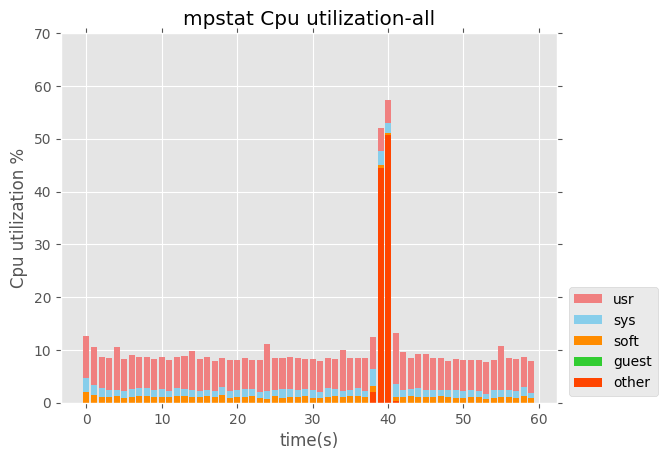 mpstat Cpu utilization-all
Cpu utilization %
70
60
50
40
30
20
10
0
0
10
20
30
40
50
60
time(s)
usr
sys
soft
guest
other